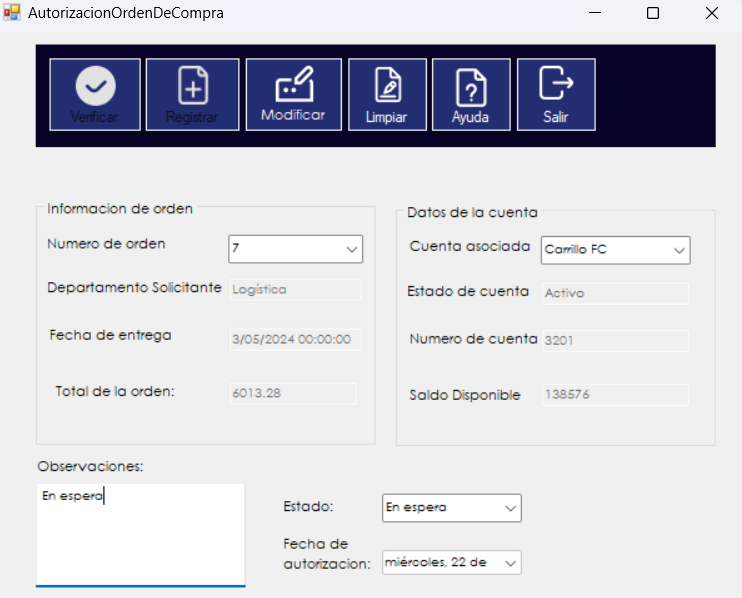 AutorizacionOrdenDeCompra
Verificar
Registrar
Modificar
Limpiar
Ayuda
Salir
Informacion de orden
Numero de orden 7
Departamento Solicitante Logística
Fecha de entrega 3/05/2024 00:00:00
Total de la orden: 6013.28
Datos de la cuenta
Cuenta asociada Carrillo FC
Estado de cuenta Activo
Numero de cuenta 3201
Saldo Disponible 138576
Observaciones:
En espera
Estado: En espera
Fecha de
autorizacion: miércoles, 22 de